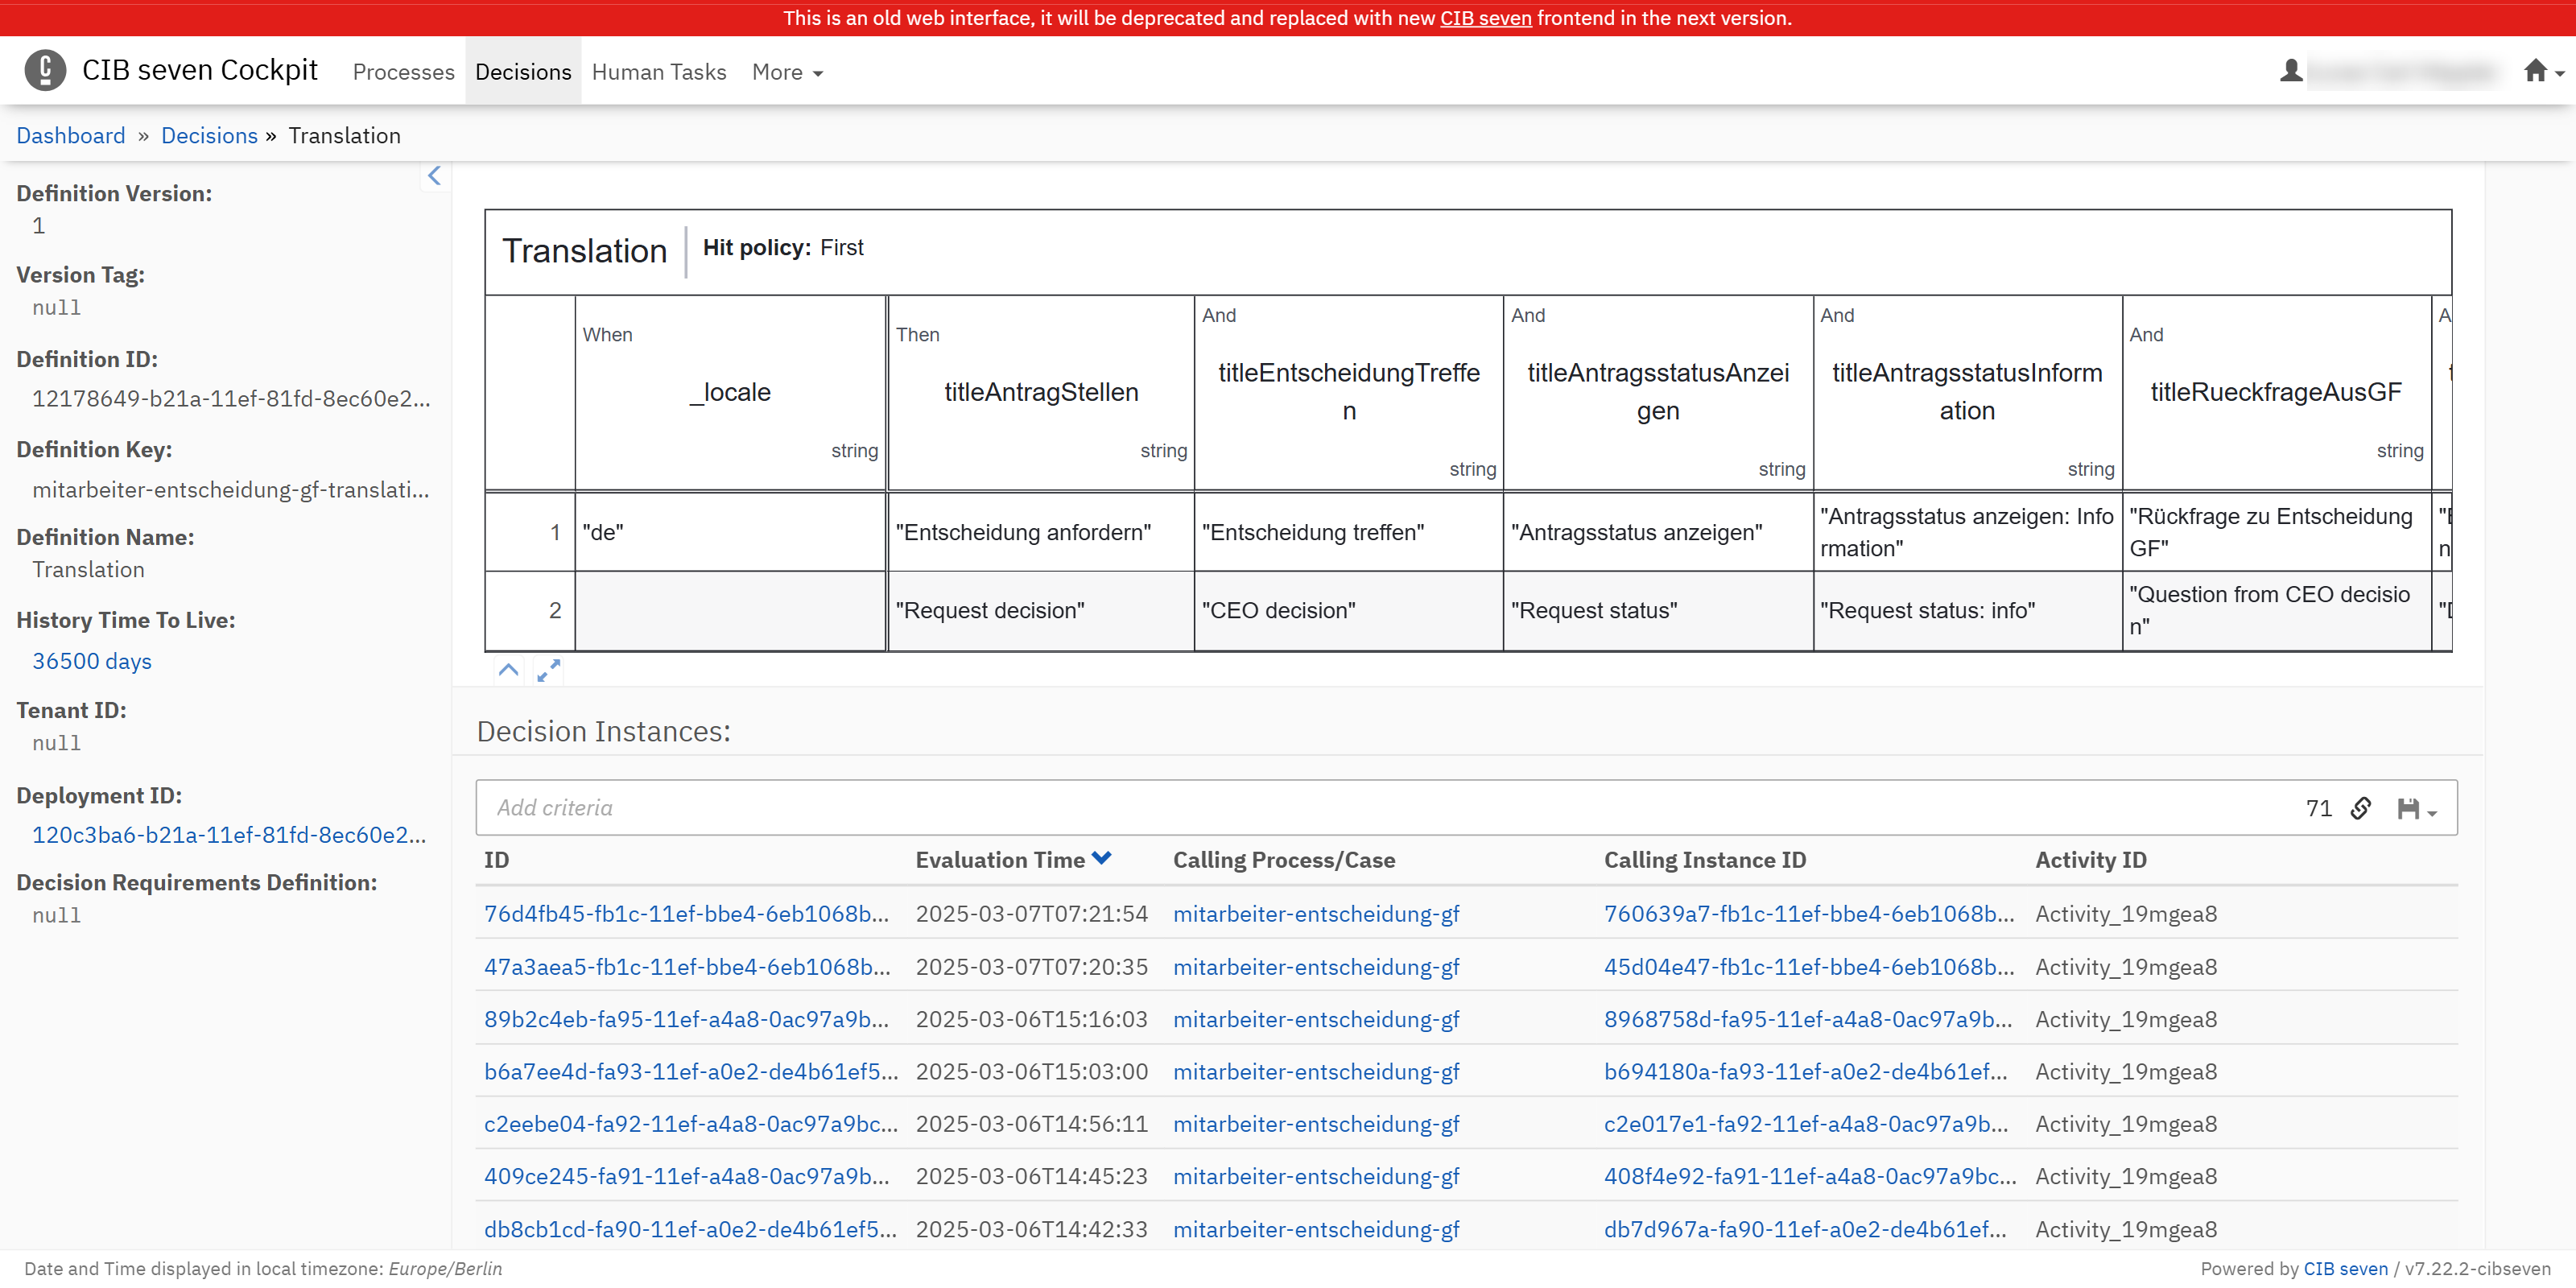 This is an old web interface, it will be deprecated and replaced with new CIB seven frontend in the next version.
CIB seven Cockpit Processes Decisions Human Tasks More
Dashboard » Decisions » Translation
Definition Version:
1
Version Tag:
null
Definition ID:
12178649-b21a-11ef-81fd-8ec60e2...
Definition Key:
mitarbeiter-entscheidung-gf-translati...
Definition Name:
Translation
History Time To Live:
36500 days
Tenant ID:
null
Deployment ID:
120c3ba6-b21a-11ef-81fd-8ec60e2...
Decision Requirements Definition:
null
Translation Hit policy: First
When
_locale
string
Then
titleAntragStellen
string
And
titleEntscheidungTreffe
n
string
And
titleAntragsstatusAnzei
gen
string
And
titleAntragsstatusInform
ation
string
And
titleRueckfrageAusGF
string
1 "de" "Entscheidung anfordern" "Entscheidung treffen" "Antragsstatus anzeigen" "Antragsstatus anzeigen: Info
rmation" "Rückfrage zu Entscheidung
GF"
2 "Request decision" "CEO decision" "Request status" "Request status: info" "Question from CEO decisio
n"
Decision Instances:
Add criteria 71
ID Evaluation Time Calling Process/Case Calling Instance ID Activity ID
76d4fb45-fb1c-11ef-bbe4-6eb1068b... 2025-03-07T07:21:54 mitarbeiter-entscheidung-gf 760639a7-fb1c-11ef-bbe4-6eb1068b... Activity_19mgea8
47a3aea5-fb1c-11ef-bbe4-6eb1068b... 2025-03-07T07:20:35 mitarbeiter-entscheidung-gf 45d04e47-fb1c-11ef-bbe4-6eb1068b... Activity_19mgea8
89b2c4eb-fa95-11ef-a4a8-0ac97a9b... 2025-03-06T15:16:03 mitarbeiter-entscheidung-gf 8968758d-fa95-11ef-a4a8-0ac97a9b... Activity_19mgea8
b6a7ee4d-fa93-11ef-a0e2-de4b61ef5... 2025-03-06T15:03:00 mitarbeiter-entscheidung-gf b694180a-fa93-11ef-a0e2-de4b61ef... Activity_19mgea8
c2eebe04-fa92-11ef-a4a8-0ac97a9bc... 2025-03-06T14:56:11 mitarbeiter-entscheidung-gf c2e017e1-fa92-11ef-a4a8-0ac97a9b... Activity_19mgea8
409ce245-fa91-11ef-a4a8-0ac97a9b... 2025-03-06T14:45:23 mitarbeiter-entscheidung-gf 408f4e92-fa91-11ef-a4a8-0ac97a9bc... Activity_19mgea8
db8cb1cd-fa90-11ef-a0e2-de4b61ef5... 2025-03-06T14:42:33 mitarbeiter-entscheidung-gf db7d967a-fa90-11ef-a0e2-de4b61ef... Activity_19mgea8
Date and Time displayed in local timezone: Europe/Berlin
Powered by CIB seven / v7.22.2-cibseven